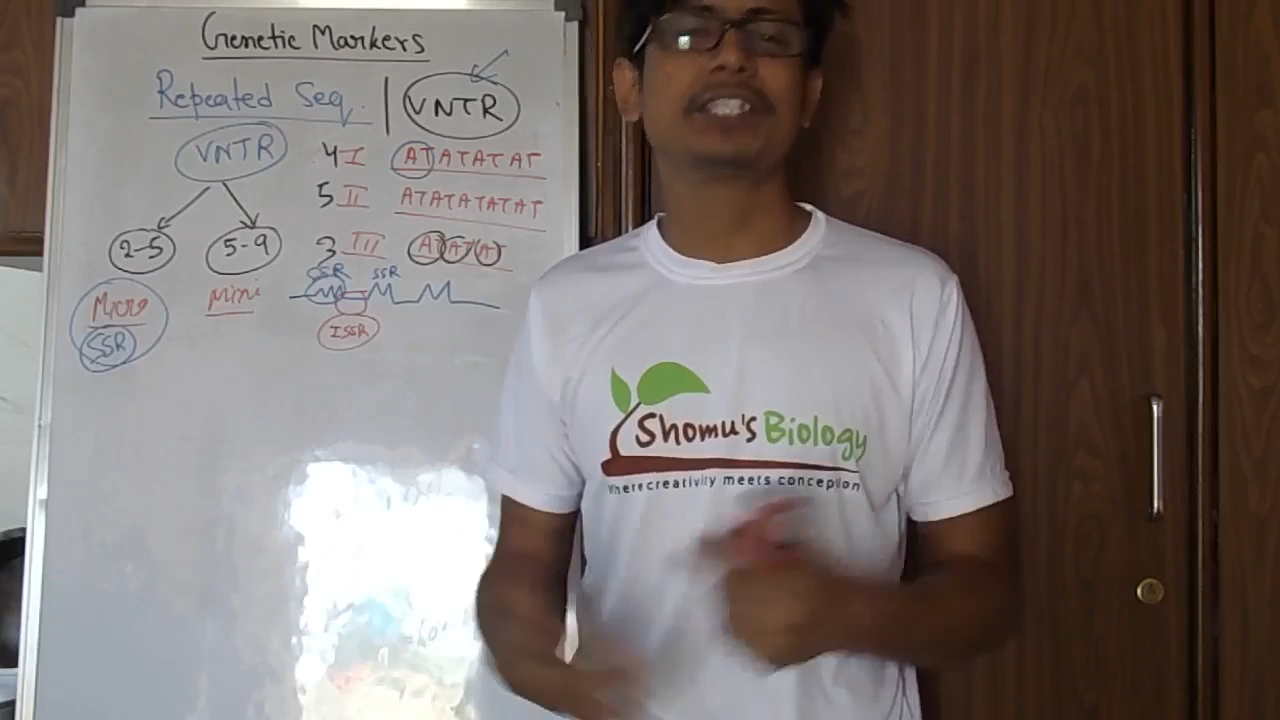 Genetic Markers
Repeated Seq. | VNTR
VNTR
4 I ATATATAT
5 II ATATATATAT
3 III ATATAT
2-5 5-9
SSR SSR
Micro Mini
ISSR
SSR
Shomu's Biology
Where creativity meets conception